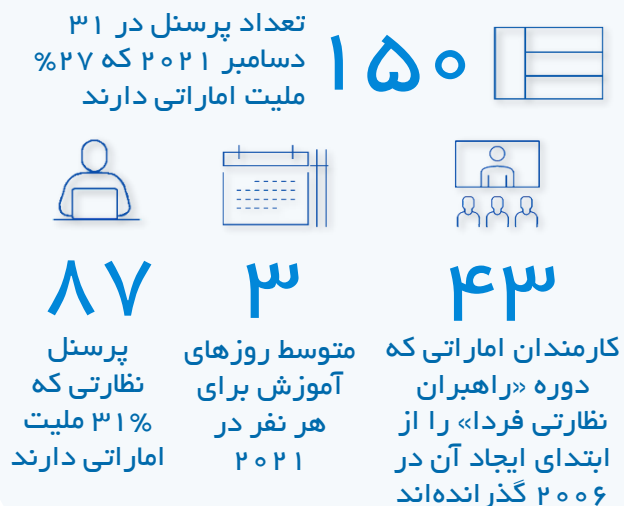 ۱۵۰
تعداد پرسنل در ۳۱
دسامبر ۲۰۲۱ که ۲۷%
ملیت اماراتی دارند
۴۳
کارمندان اماراتی که
دوره «راهبران
نظارتی فردا» را از
ابتدای ایجاد آن در
۲۰۰۶ گذرانده‌اند
۳
متوسط روزهای
آموزش برای
هر نفر در
۲۰۲۱
۸۷
پرسنل
نظارتی که
۳۱% ملیت
اماراتی دارند